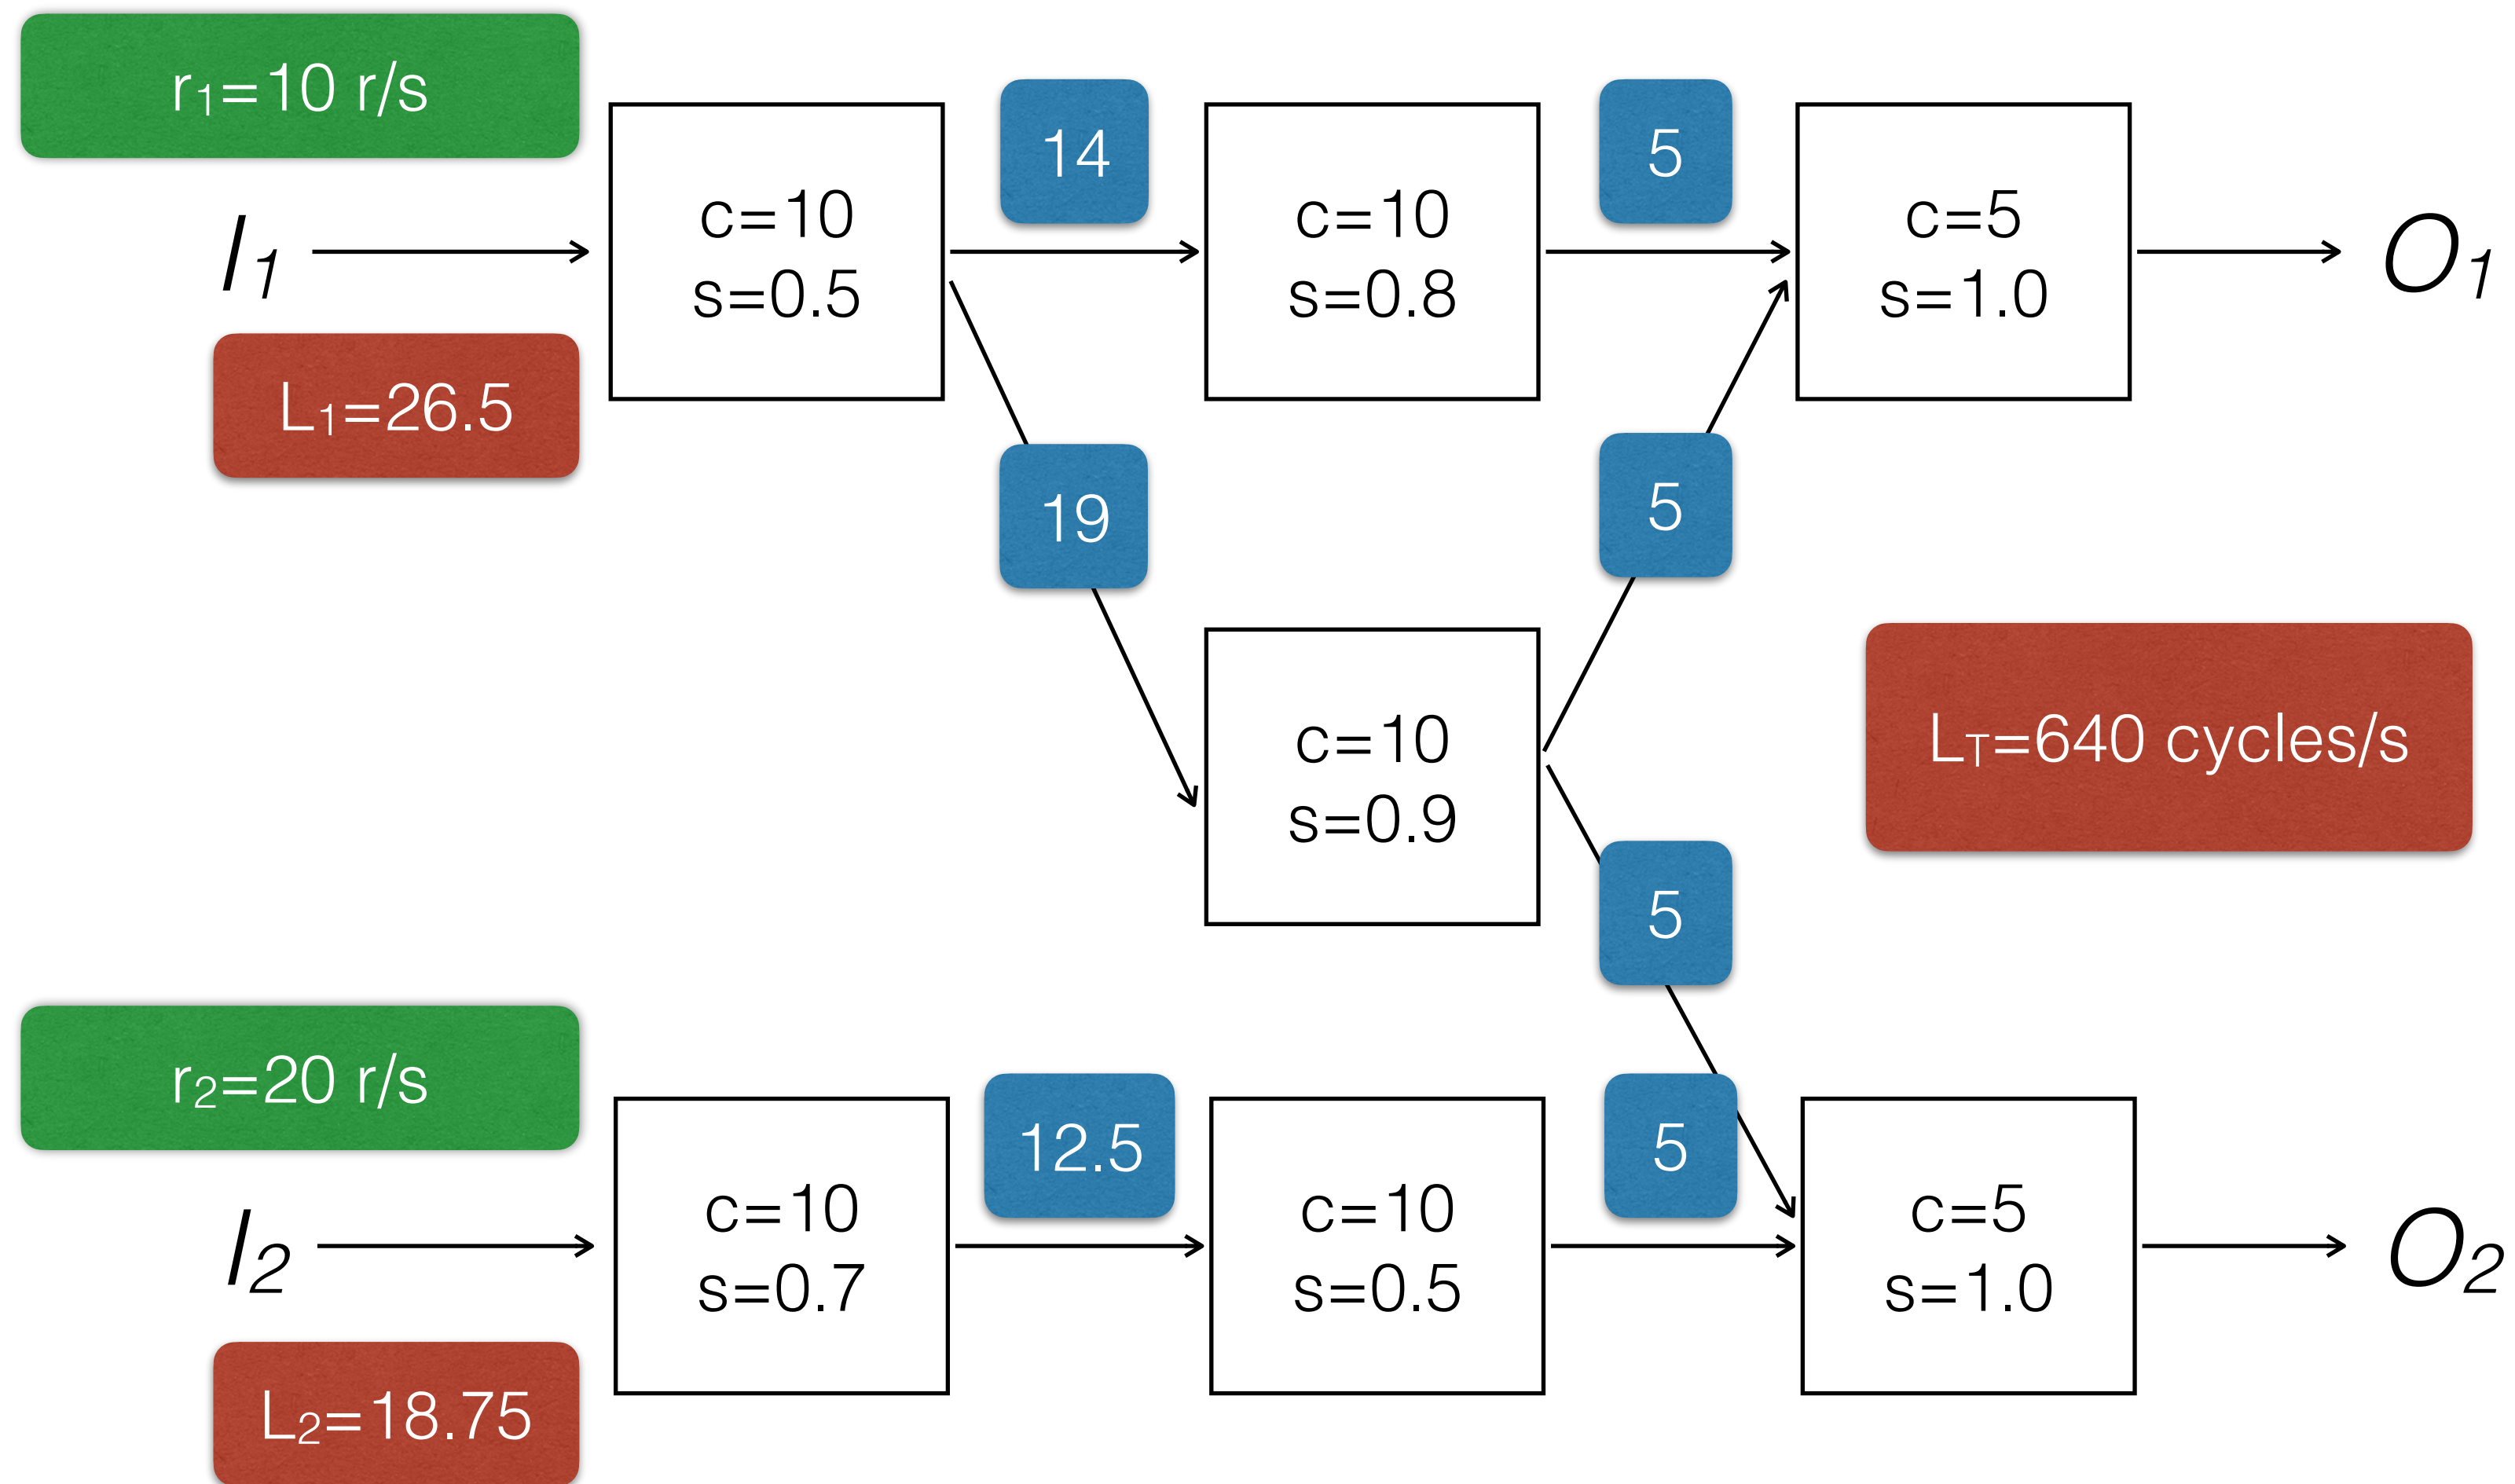 r₁=10 r/s
I₁
L₁=26.5
c=10
s=0.5
14
c=10
s=0.8
5
c=5
s=1.0
O₁
19
5
c=10
s=0.9
L_T=640 cycles/s
5
r₂=20 r/s
I₂
L₂=18.75
c=10
s=0.7
12.5
c=10
s=0.5
5
c=5
s=1.0
O₂